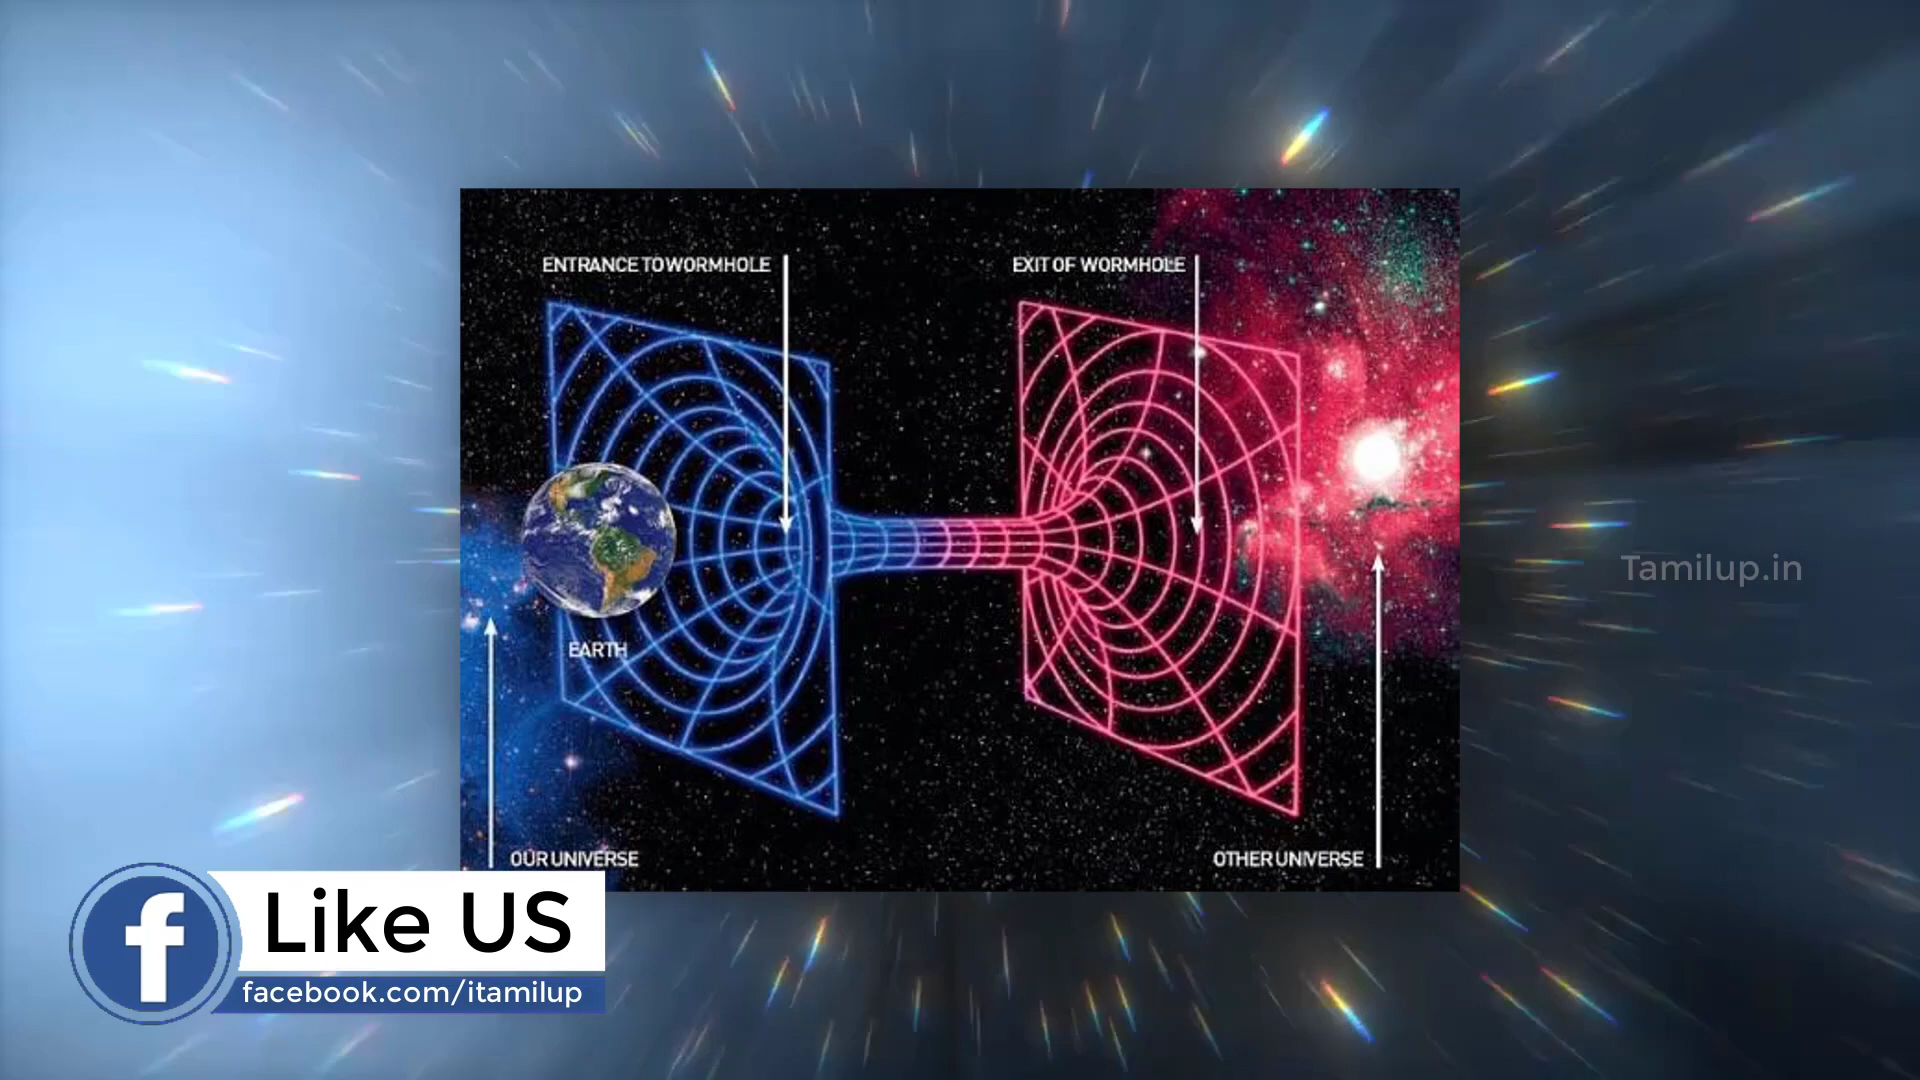 ENTRANCE TO WORMHOLE
EXIT OF WORMHOLE
Tamilup.in
EARTH
OUR UNIVERSE
OTHER UNIVERSE
f Like US
facebook.com/itamilup